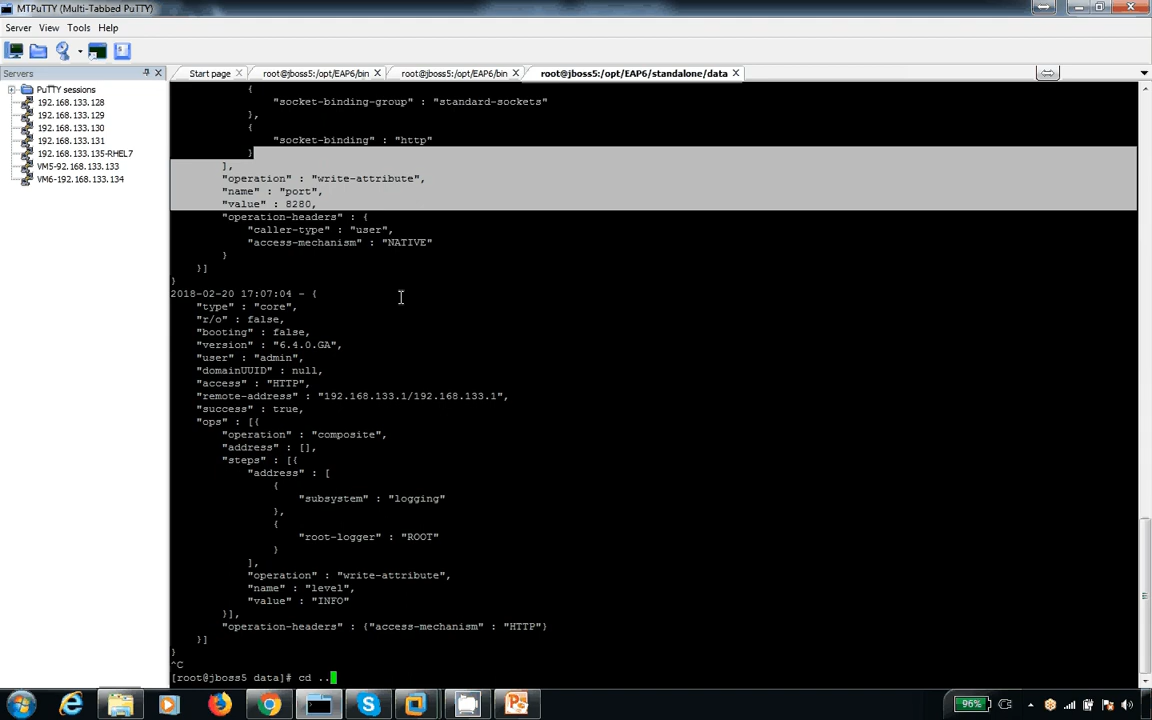 MTPuTTY (Multi-Tabbed PuTTY)
Server View Tools Help
Servers
Start page
root@jboss5:/opt/EAP6/bin
root@jboss5:/opt/EAP6/bin
root@jboss5:/opt/EAP6/standalone/data
PuTTY sessions
192.168.133.128
192.168.133.129
192.168.133.130
192.168.133.131
192.168.133.135-RHEL7
VM5-92.168.133.133
VM6-192.168.133.134
{
"socket-binding-group" : "standard-sockets"
},
{
"socket-binding" : "http"
}
],
"operation" : "write-attribute",
"name" : "port",
"value" : 8280,
"operation-headers" : {
"caller-type" : "user",
"access-mechanism" : "NATIVE"
}
}]
}
2018-02-20 17:07:04 - {
"type" : "core",
"r/o" : false,
"booting" : false,
"version" : "6.4.0.GA",
"user" : "admin",
"domainUUID" : null,
"access" : "HTTP",
"remote-address" : "192.168.133.1/192.168.133.1",
"success" : true,
"ops" : [{
"operation" : "composite",
"address" : [],
"steps" : [{
"address" : [
{
"subsystem" : "logging"
},
{
"root-logger" : "ROOT"
}
],
"operation" : "write-attribute",
"name" : "level",
"value" : "INFO"
}],
"operation-headers" : {"access-mechanism" : "HTTP"}
}]
}
^C
[root@jboss5 data]# cd ..
96%